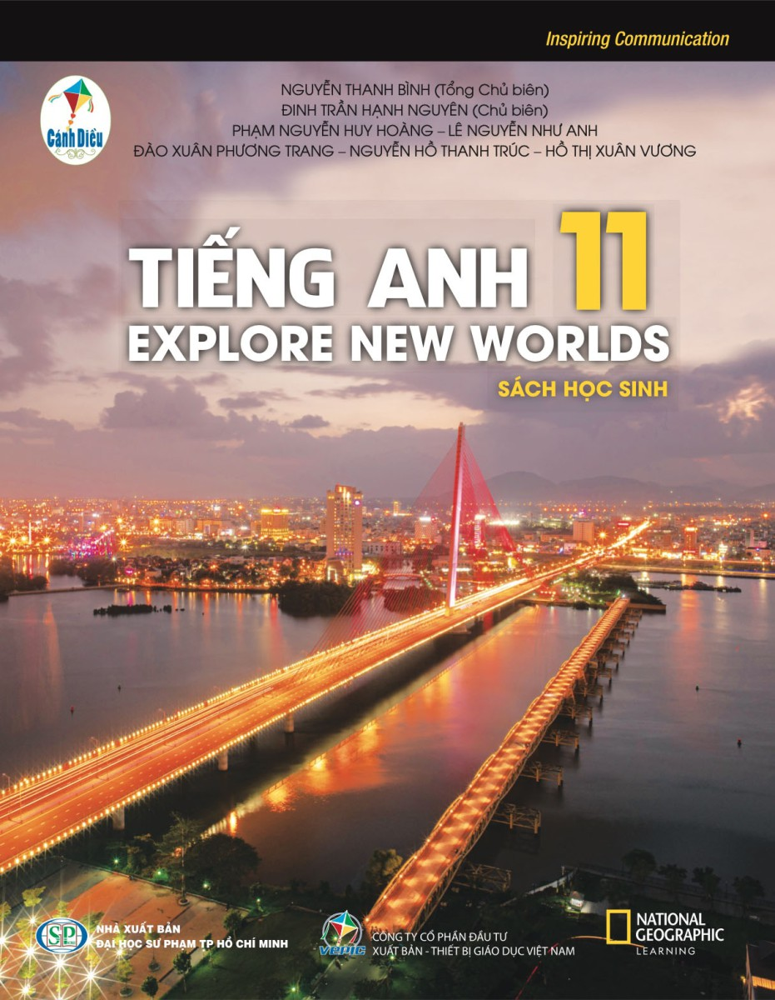 Inspiring Communication
Cánh Diều
NGUYỄN THANH BÌNH (Tổng Chủ biên)
ĐINH TRẦN HẠNH NGUYÊN (Chủ biên)
PHẠM NGUYỄN HUY HOÀNG – LÊ NGUYỄN NHƯ ANH
ĐÀO XUÂN PHƯƠNG TRANG – NGUYỄN HỒ THANH TRÚC – HỒ THỊ XUÂN VƯƠNG
TIẾNG ANH 11
EXPLORE NEW WORLDS
SÁCH HỌC SINH
SP
NHÀ XUẤT BẢN
ĐẠI HỌC SƯ PHẠM TP HỒ CHÍ MINH
VEPIC
CÔNG TY CỔ PHẦN ĐẦU TƯ
XUẤT BẢN - THIẾT BỊ GIÁO DỤC VIỆT NAM
NATIONAL
GEOGRAPHIC
LEARNING